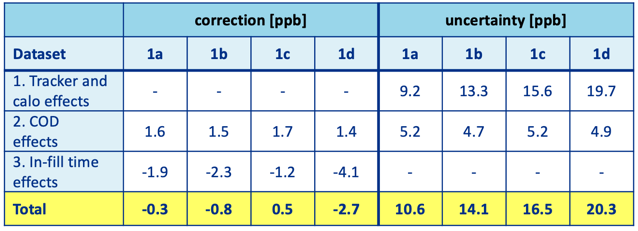 correction [ppb] uncertainty [ppb]
Dataset 1a 1b 1c 1d 1a 1b 1c 1d
1. Tracker and
calo effects - - - - 9.2 13.3 15.6 19.7
2. COD
effects 1.6 1.5 1.7 1.4 5.2 4.7 5.2 4.9
3. In-fill time
effects -1.9 -2.3 -1.2 -4.1 - - - -
Total -0.3 -0.8 0.5 -2.7 10.6 14.1 16.5 20.3